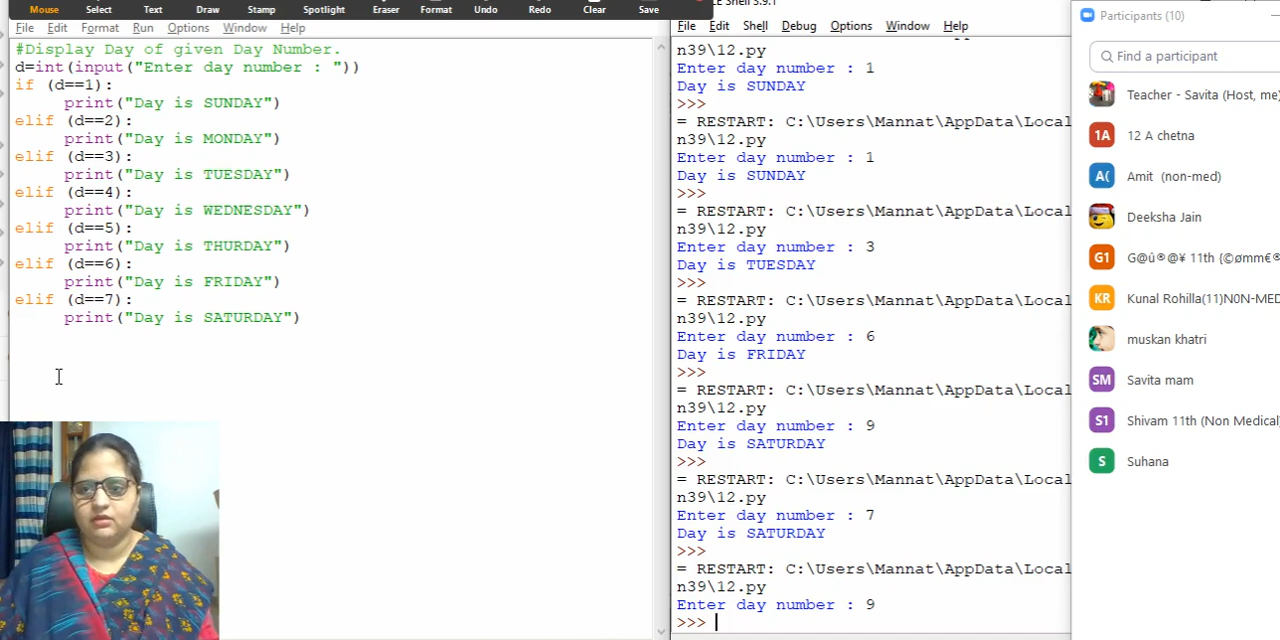 Mouse Select Text Draw Stamp Spotlight Eraser Format Undo Redo Clear Save
File Edit Format Run Options Window Help
#Display Day of given Day Number.
d=int(input("Enter day number : "))
if (d==1):
print("Day is SUNDAY")
elif (d==2):
print("Day is MONDAY")
elif (d==3):
print("Day is TUESDAY")
elif (d==4):
print("Day is WEDNESDAY")
elif (d==5):
print("Day is THURDAY")
elif (d==6):
print("Day is FRIDAY")
elif (d==7):
print("Day is SATURDAY")
File Edit Shell Debug Options Window Help
n39\12.py
Enter day number : 1
Day is SUNDAY
>>>
= RESTART: C:\Users\Mannat\AppData\Local
n39\12.py
Enter day number : 1
Day is SUNDAY
>>>
= RESTART: C:\Users\Mannat\AppData\Local
n39\12.py
Enter day number : 3
Day is TUESDAY
>>>
= RESTART: C:\Users\Mannat\AppData\Local
n39\12.py
Enter day number : 6
Day is FRIDAY
>>>
= RESTART: C:\Users\Mannat\AppData\Local
n39\12.py
Enter day number : 9
Day is SATURDAY
>>>
= RESTART: C:\Users\Mannat\AppData\Local
n39\12.py
Enter day number : 7
Day is SATURDAY
>>>
= RESTART: C:\Users\Mannat\AppData\Local
n39\12.py
Enter day number : 9
>>>
Participants (10)
Find a participant
Teacher - Savita (Host, me)
1A 12 A chetna
A( Amit (non-med)
Deeksha Jain
G1 G@û®@¥ 11th {©ømm€®
KR Kunal Rohilla(11)N0N-MED
muskan khatri
SM Savita mam
S1 Shivam 11th (Non Medical)
S Suhana